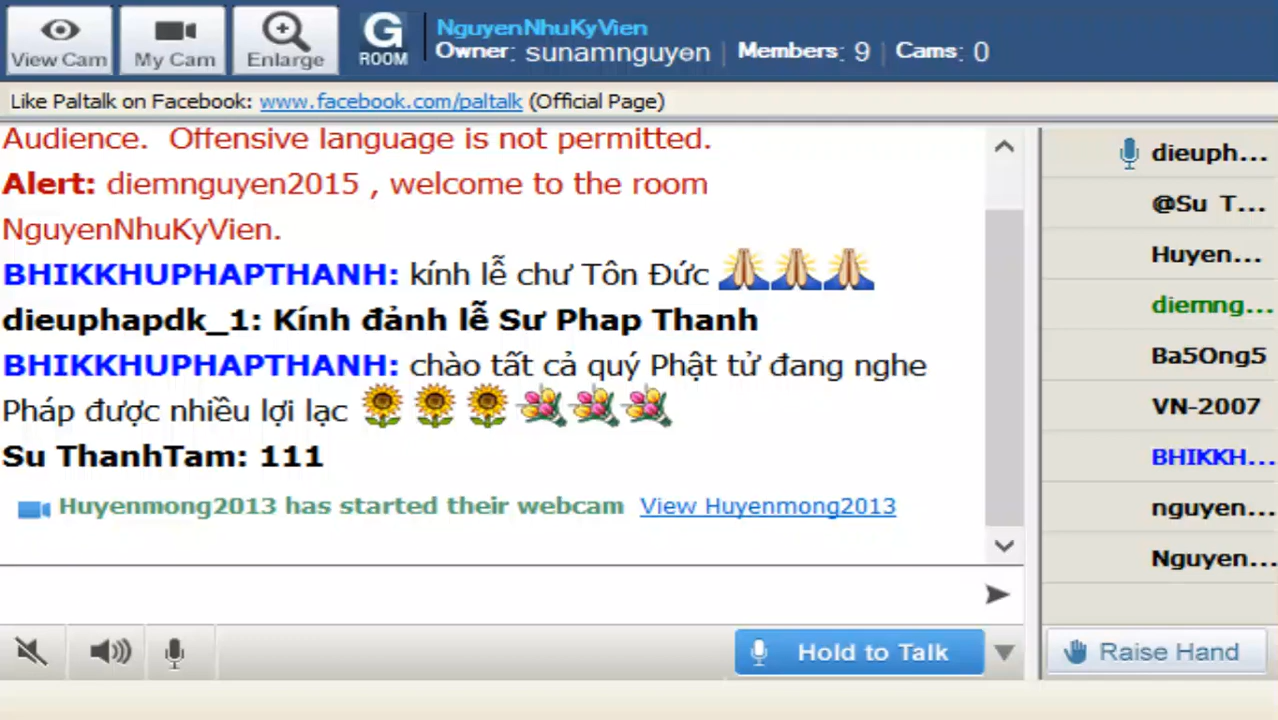 View Cam
My Cam
Enlarge
G
ROOM
NguyenNhuKyVien
Owner: sunamnguyen | Members: 9 | Cams: 0
Like Paltalk on Facebook: www.facebook.com/paltalk (Official Page)
Audience.  Offensive language is not permitted.
Alert: diemnguyen2015 , welcome to the room
NguyenNhuKyVien.
BHIKKHUPHAPTHANH: kính lễ chư Tôn Đức
dieuphapdk_1: Kính đảnh lễ Sư Phap Thanh
BHIKKHUPHAPTHANH: chào tất cả quý Phật tử đang nghe
Pháp được nhiều lợi lạc
Su ThanhTam: 111
Huyenmong2013 has started their webcam View Huyenmong2013
Hold to Talk
dieuph...
@Su T...
Huyen...
diemng...
Ba5Ong5
VN-2007
BHIKKH...
nguyen...
Nguyen...
Raise Hand